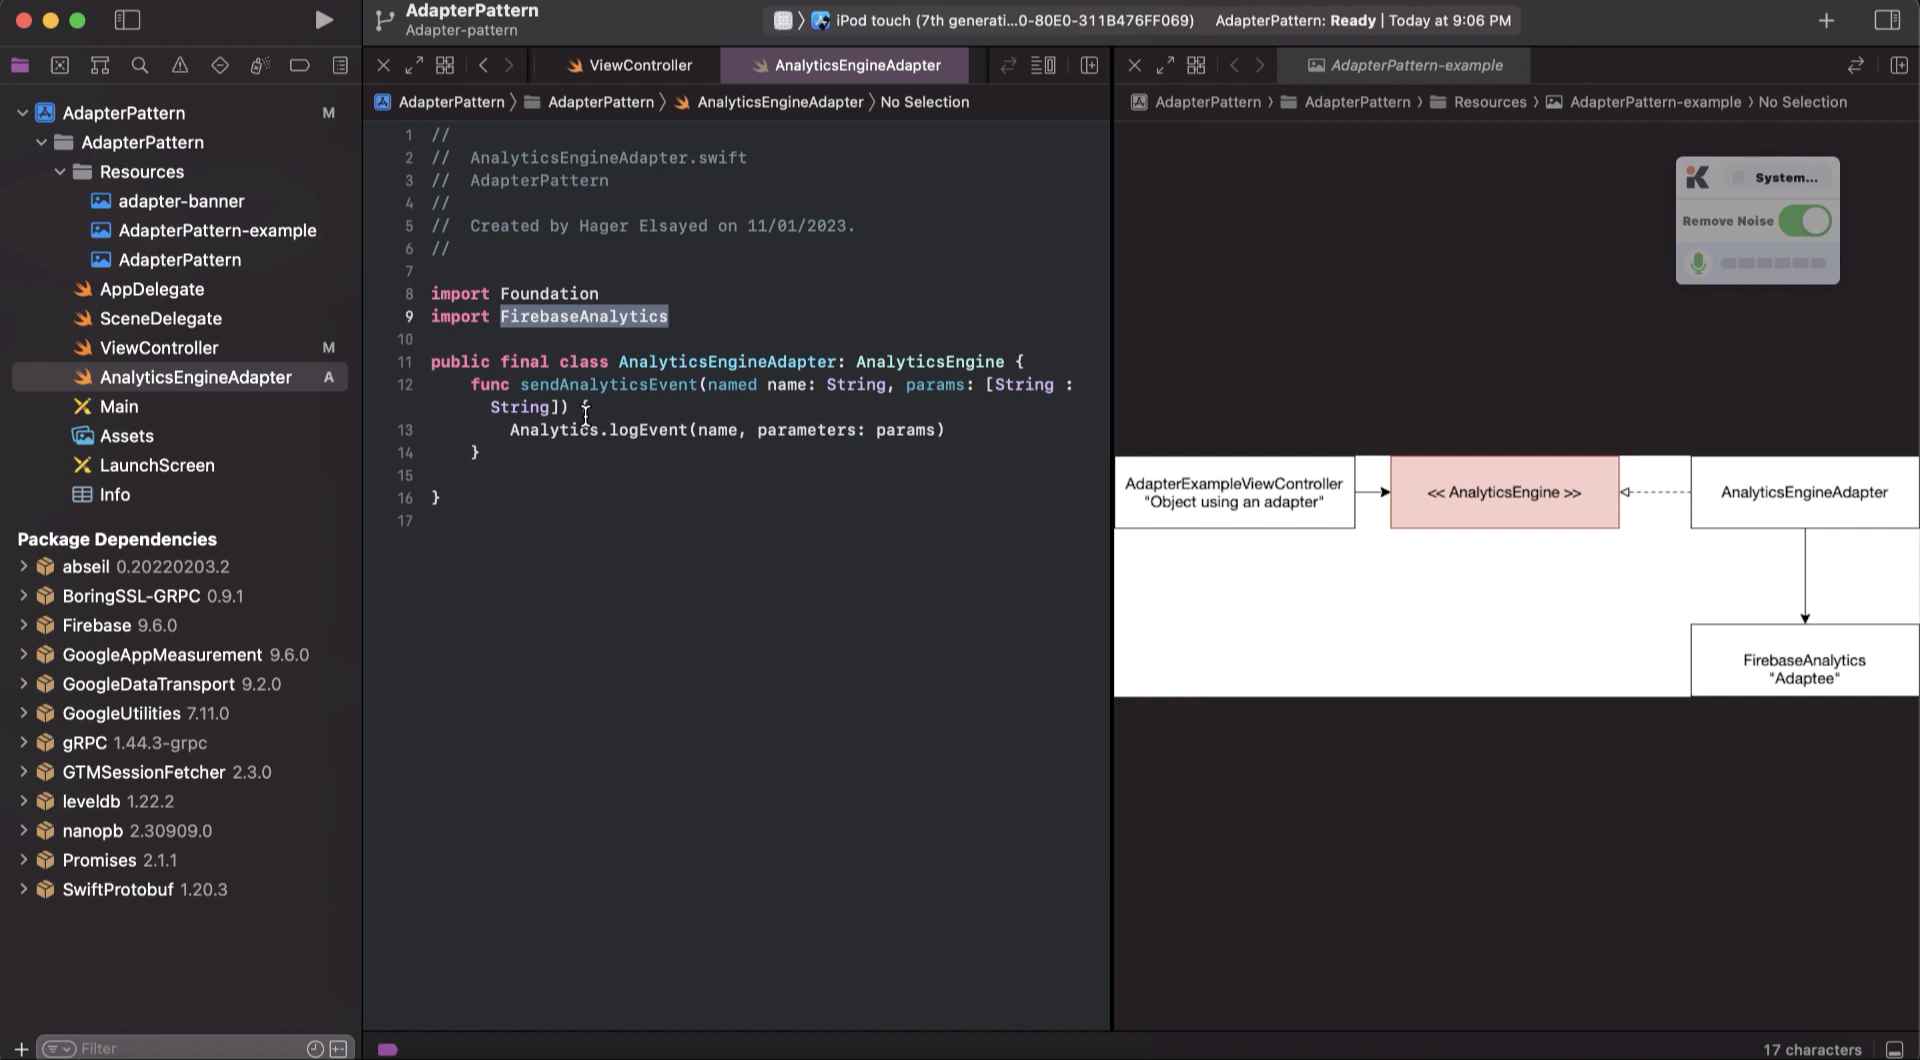 AdapterPattern
Adapter-pattern
iPod touch (7th generati...0-80E0-311B476FF069)
AdapterPattern: Ready | Today at 9:06 PM
ViewController
AnalyticsEngineAdapter
AdapterPattern-example
AdapterPattern M
AdapterPattern
Resources
adapter-banner
AdapterPattern-example
AdapterPattern
AppDelegate
SceneDelegate
ViewController M
AnalyticsEngineAdapter A
Main
Assets
LaunchScreen
Info
Package Dependencies
abseil 0.20220203.2
BoringSSL-GRPC 0.9.1
Firebase 9.6.0
GoogleAppMeasurement 9.6.0
GoogleDataTransport 9.2.0
GoogleUtilities 7.11.0
gRPC 1.44.3-grpc
GTMSessionFetcher 2.3.0
leveldb 1.22.2
nanopb 2.30909.0
Promises 2.1.1
SwiftProtobuf 1.20.3
Filter
AdapterPattern 〉 AdapterPattern 〉 AnalyticsEngineAdapter 〉 No Selection
1 //
2 // AnalyticsEngineAdapter.swift
3 // AdapterPattern
4 //
5 // Created by Hager Elsayed on 11/01/2023.
6 //
7
8 import Foundation
9 import FirebaseAnalytics
10
11 public final class AnalyticsEngineAdapter: AnalyticsEngine {
12 func sendAnalyticsEvent(named name: String, params: [String :
String]) {
13 Analytics.logEvent(name, parameters: params)
14 }
15
16 }
17
AdapterPattern 〉 AdapterPattern 〉 Resources 〉 AdapterPattern-example 〉 No Selection
System...
Remove Noise
AdapterExampleViewController
"Object using an adapter"
<< AnalyticsEngine >>
AnalyticsEngineAdapter
FirebaseAnalytics
"Adaptee"
17 characters